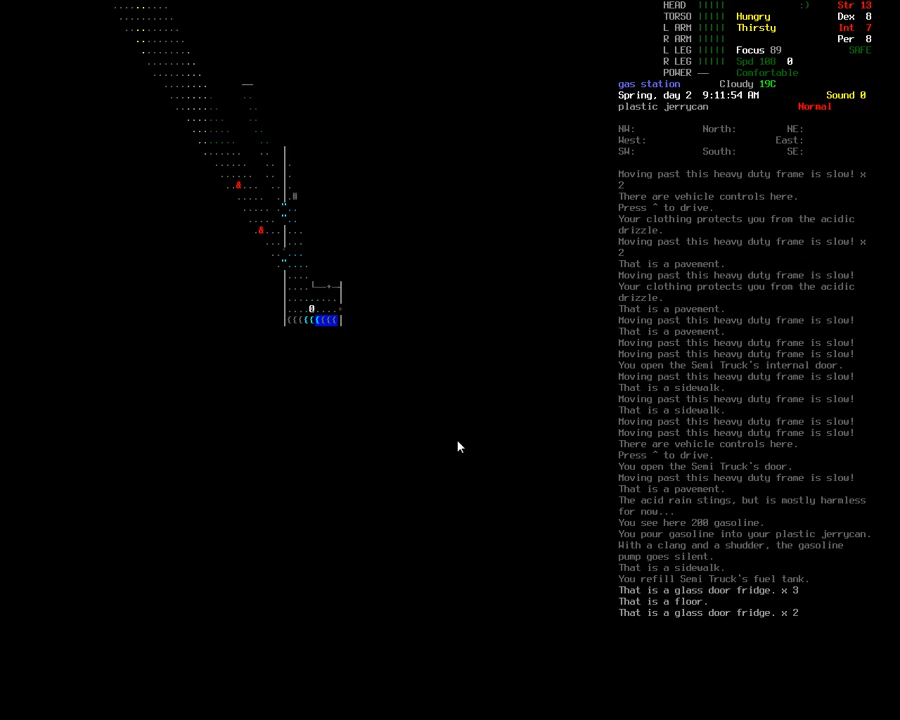 HEAD ||||| :) Str 13
TORSO ||||| Hungry Dex 8
L ARM ||||| Thirsty Int 7
R ARM ||||| Per 8
L LEG ||||| Focus 89 SAFE
R LEG ||||| Spd 108 0
POWER -- Comfortable
gas station Cloudy 19C
Spring, day 2 9:11:54 AM Sound 0
plastic jerrycan Normal
NW: North: NE:
West: East:
SW: South: SE:
Moving past this heavy duty frame is slow! x
2
There are vehicle controls here.
Press ^ to drive.
Your clothing protects you from the acidic
drizzle.
Moving past this heavy duty frame is slow! x
2
That is a pavement.
Moving past this heavy duty frame is slow!
Your clothing protects you from the acidic
drizzle.
That is a pavement.
Moving past this heavy duty frame is slow!
That is a pavement.
Moving past this heavy duty frame is slow!
Moving past this heavy duty frame is slow!
You open the Semi Truck's internal door.
Moving past this heavy duty frame is slow!
That is a sidewalk.
Moving past this heavy duty frame is slow!
That is a sidewalk.
Moving past this heavy duty frame is slow!
Moving past this heavy duty frame is slow!
There are vehicle controls here.
Press ^ to drive.
You open the Semi Truck's door.
Moving past this heavy duty frame is slow!
That is a pavement.
The acid rain stings, but is mostly harmless
for now...
You see here 200 gasoline.
You pour gasoline into your plastic jerrycan.
With a clang and a shudder, the gasoline
pump goes silent.
That is a sidewalk.
You refill Semi Truck's fuel tank.
That is a glass door fridge. x 3
That is a floor.
That is a glass door fridge. x 2